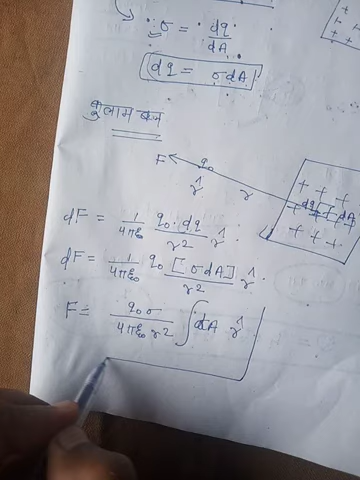 σ = dq/dA
dq = σdA
कुलाम बल
F q₀
r̂ r
+ + +
+ dq +
+ + +
dF = 1/4πε₀ q₀·dq/r² r̂
dF = 1/4πε₀ q₀ [σdA]/r² r̂
F = q₀σ/4πε₀r² ∫dA r̂